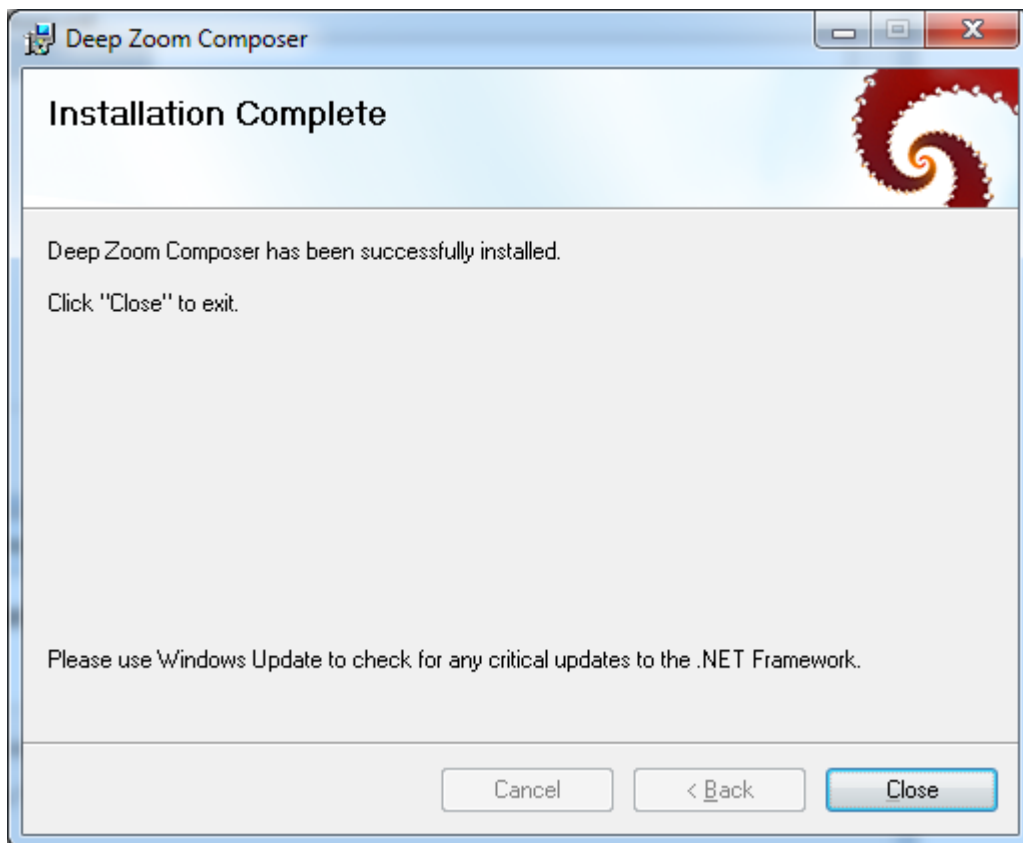 Deep Zoom Composer
Installation Complete
Deep Zoom Composer has been successfully installed.
Click "Close" to exit.
Please use Windows Update to check for any critical updates to the .NET Framework.
Cancel
< Back
Close